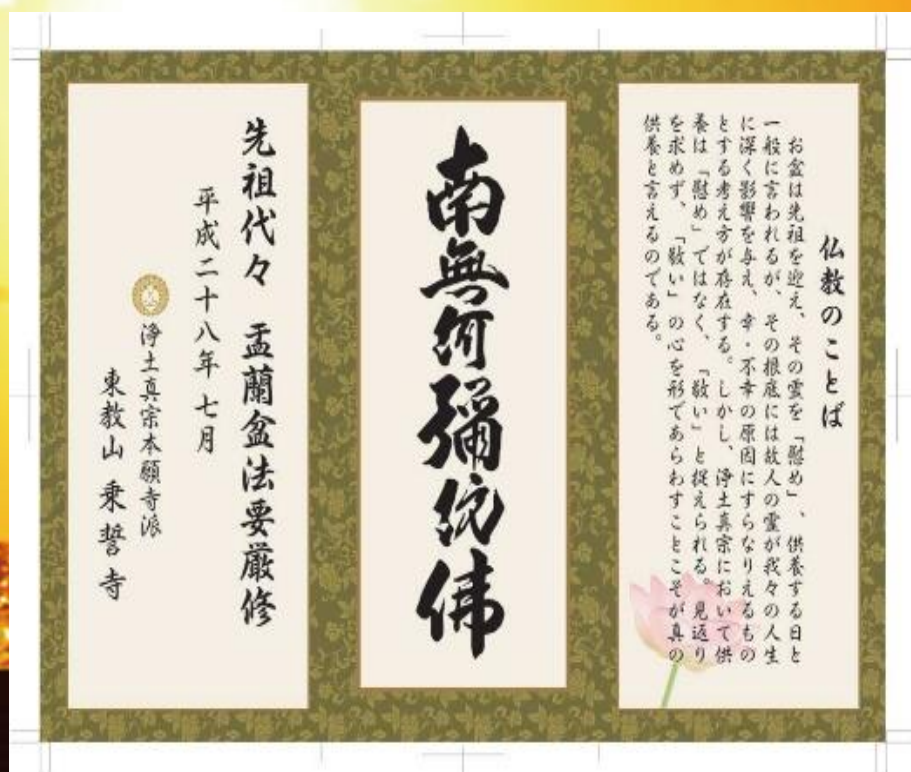 仏教のことば
お盆は先祖を迎え、その霊を「慰め」、供養する日と
一般に言われるが、その根底には故人の霊が我々の人生
に深く影響を与え、幸・不幸の原因にすらなりえるもの
とする考え方が存在する。しかし、浄土真宗において供
養は「慰め」ではなく、「敬い」と捉えられる。見返り
を求めず、「敬い」の心を形であらわすことこそが真の
供養と言えるのである。
南無阿彌陀佛
先祖代々 盂蘭盆法要厳修
平成二十八年七月
浄土真宗本願寺派
東教山 乗誓寺